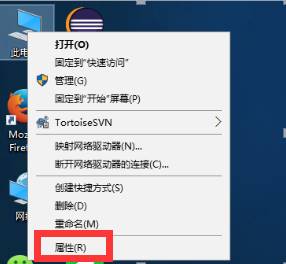 此电
打开(O)
固定到"快速访问"
管理(G)
固定到"开始"屏幕(P)
TortoiseSVN
映射网络驱动器(N)...
断开网络驱动器的连接(C)...
创建快捷方式(S)
删除(D)
重命名(M)
属性(R)
Moz
Firef
网络